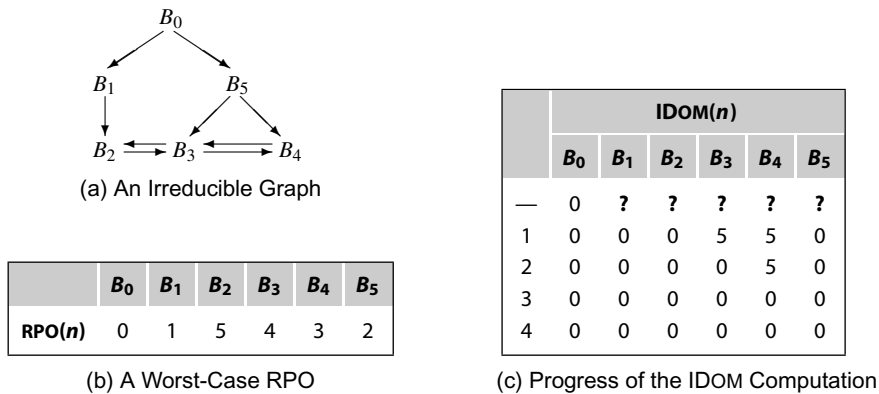 B0
B1 B5
B2 B3 B4
(a) An Irreducible Graph
B0 B1 B2 B3 B4 B5
RPO(n) 0 1 5 4 3 2
(b) A Worst-Case RPO
IDOM(n)
B0 B1 B2 B3 B4 B5
— 0 ? ? ? ? ?
1 0 0 0 5 5 0
2 0 0 0 0 5 0
3 0 0 0 0 0 0
4 0 0 0 0 0 0
(c) Progress of the IDOM Computation